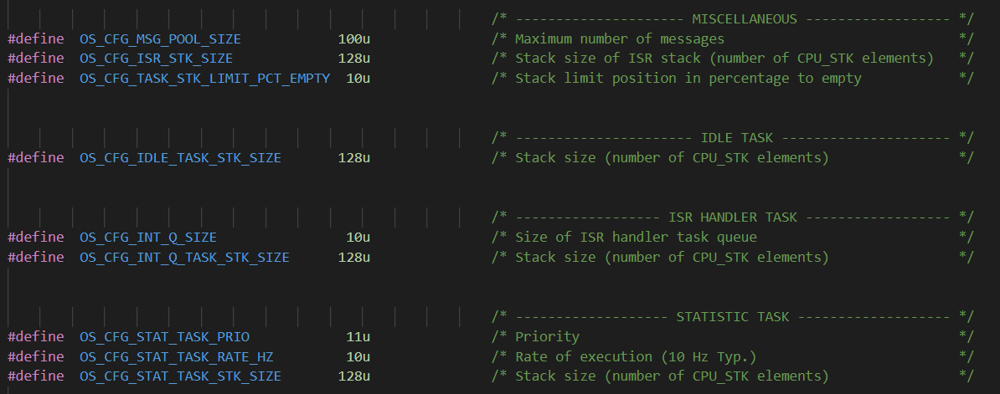 /* --------------------- MISCELLANEOUS ------------------ */
#define OS_CFG_MSG_POOL_SIZE 100u /* Maximum number of messages */
#define OS_CFG_ISR_STK_SIZE 128u /* Stack size of ISR stack (number of CPU_STK elements) */
#define OS_CFG_TASK_STK_LIMIT_PCT_EMPTY 10u /* Stack limit position in percentage to empty */
/* ---------------------- IDLE TASK --------------------- */
#define OS_CFG_IDLE_TASK_STK_SIZE 128u /* Stack size (number of CPU_STK elements) */
/* ------------------ ISR HANDLER TASK ------------------ */
#define OS_CFG_INT_Q_SIZE 10u /* Size of ISR handler task queue */
#define OS_CFG_INT_Q_TASK_STK_SIZE 128u /* Stack size (number of CPU_STK elements) */
/* ------------------- STATISTIC TASK ------------------- */
#define OS_CFG_STAT_TASK_PRIO 11u /* Priority */
#define OS_CFG_STAT_TASK_RATE_HZ 10u /* Rate of execution (10 Hz Typ.) */
#define OS_CFG_STAT_TASK_STK_SIZE 128u /* Stack size (number of CPU_STK elements) */